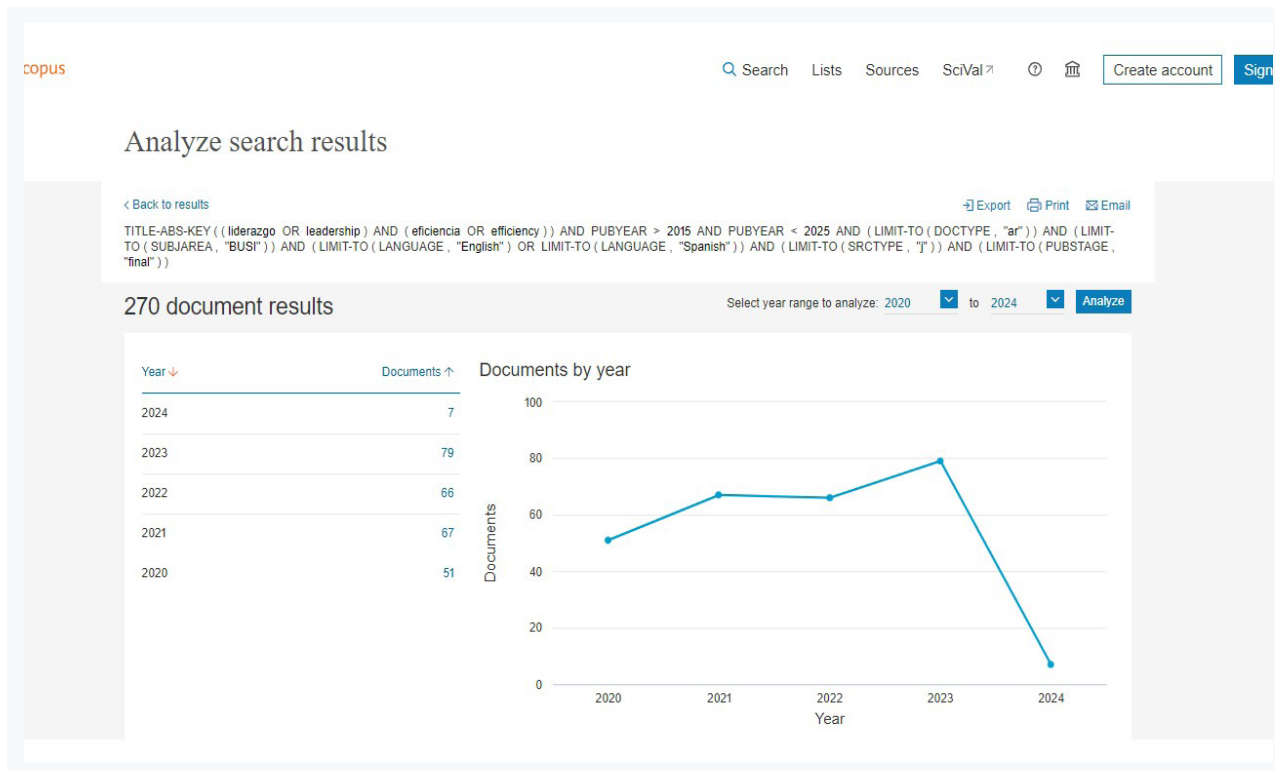 copus
Search Lists Sources SciVal Create account Sign
Analyze search results
Back to results
Export Print Email
TITLE-ABS-KEY ( ( liderazgo OR leadership ) AND ( eficiencia OR efficiency ) ) AND PUBYEAR > 2015 AND PUBYEAR < 2025 AND ( LIMIT-TO ( DOCTYPE , "ar" ) ) AND ( LIMIT-
TO ( SUBJAREA , "BUSI" ) ) AND ( LIMIT-TO ( LANGUAGE , "English" ) OR LIMIT-TO ( LANGUAGE , "Spanish" ) ) AND ( LIMIT-TO ( SRCTYPE , "j" ) ) AND ( LIMIT-TO ( PUBSTAGE ,
"final" ) )
270 document results
Select year range to analyze: 2020 to 2024 Analyze
Year Documents
2024 7
2023 79
2022 66
2021 67
2020 51
Documents by year
100
80
60
40
20
0
Documents
2020 2021 2022 2023 2024
Year